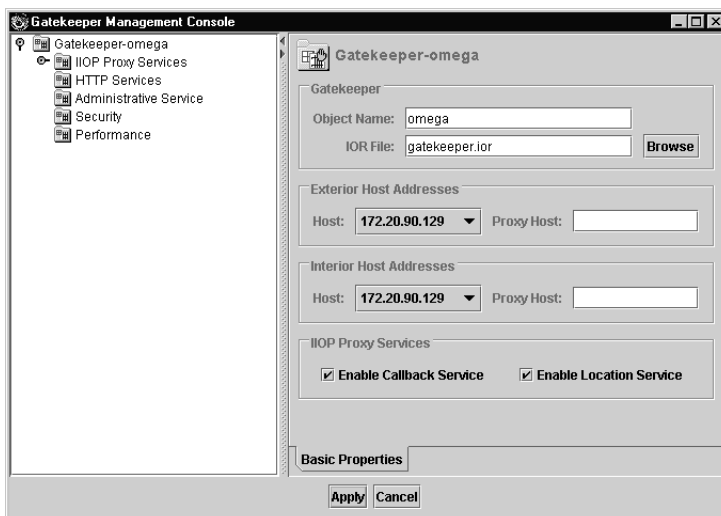 Gatekeeper Management Console
Gatekeeper-omega
IIOP Proxy Services
HTTP Services
Administrative Service
Security
Performance
Gatekeeper-omega
Gatekeeper
Object Name: omega
IOR File: gatekeeper.ior Browse
Exterior Host Addresses
Host: 172.20.90.129 Proxy Host:
Interior Host Addresses
Host: 172.20.90.129 Proxy Host:
IIOP Proxy Services
Enable Callback Service Enable Location Service
Basic Properties
Apply Cancel